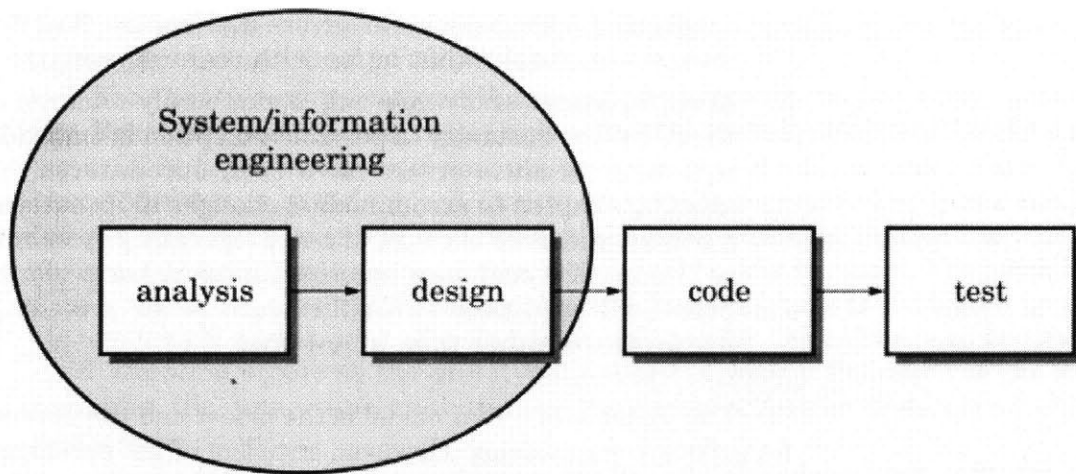 System/information
engineering
analysis
design
code
test